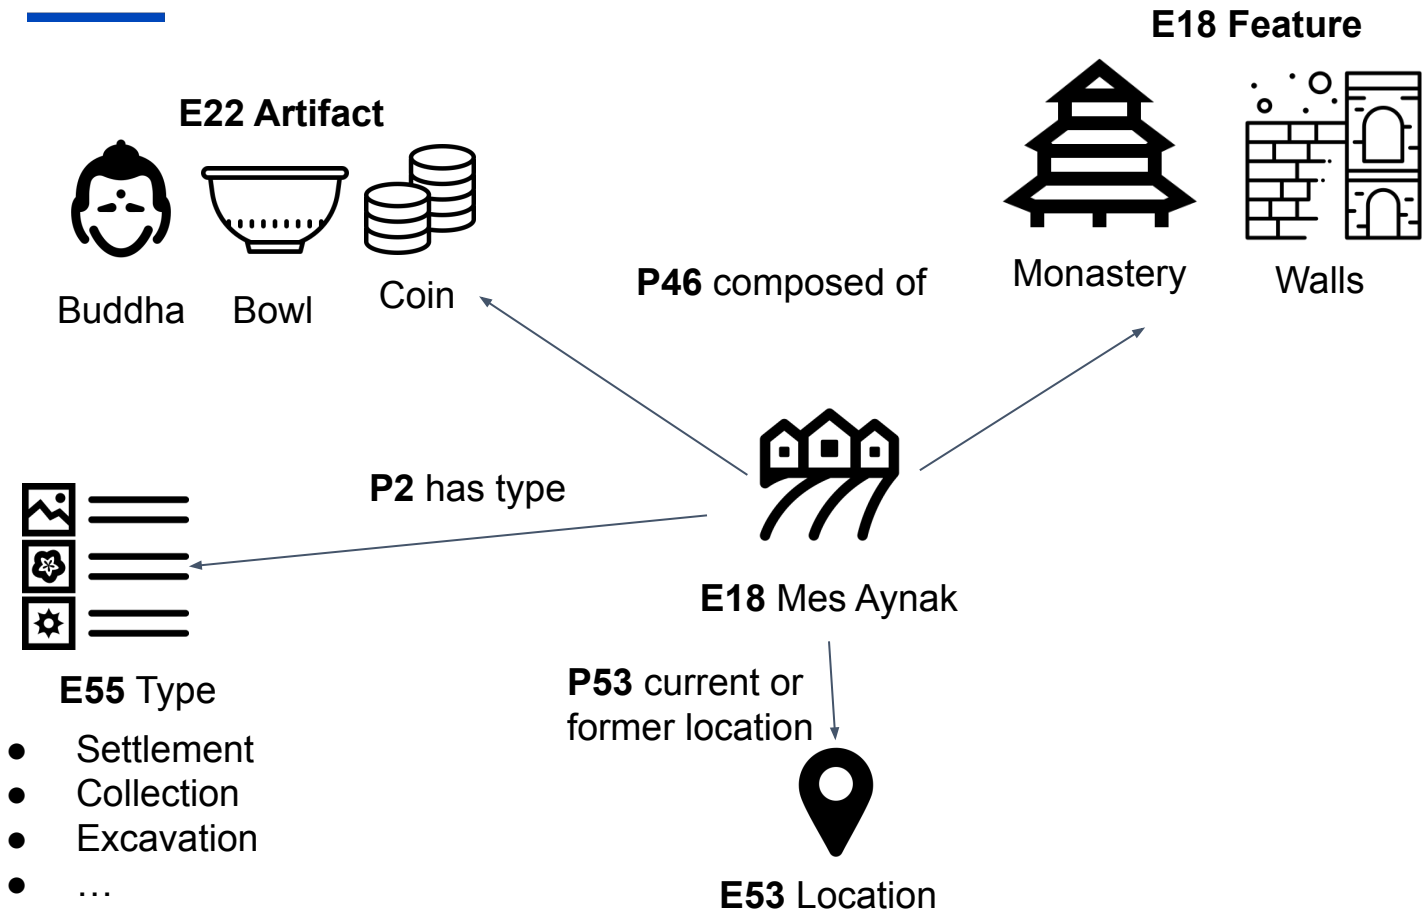 E18 Feature
E22 Artifact
Buddha
Bowl
Coin
P46 composed of
Monastery
Walls
P2 has type
E18 Mes Aynak
E55 Type
● Settlement
● Collection
● Excavation
● …
P53 current or
former location
E53 Location